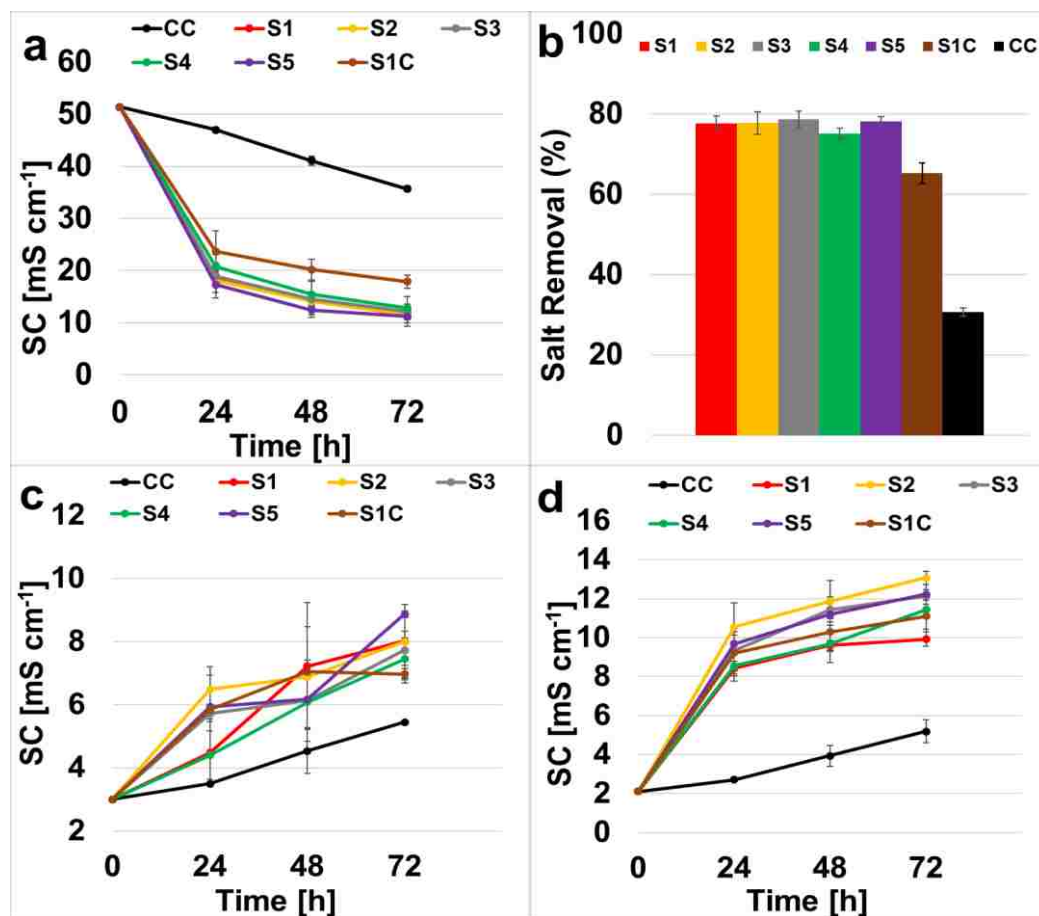 a
CC S1 S2 S3
S4 S5 S1C
SC [mS cm-1]
60
50
40
30
20
10
0
0 24 48 72
Time [h]
b
S1 S2 S3 S4 S5 S1C CC
Salt Removal (%)
100
80
60
40
20
0
c
CC S1 S2 S3
S4 S5 S1C
SC [mS cm-1]
12
10
8
6
4
2
0 24 48 72
Time [h]
d
CC S1 S2 S3
S4 S5 S1C
SC [mS cm-1]
16
14
12
10
8
6
4
2
0
0 24 48 72
Time [h]